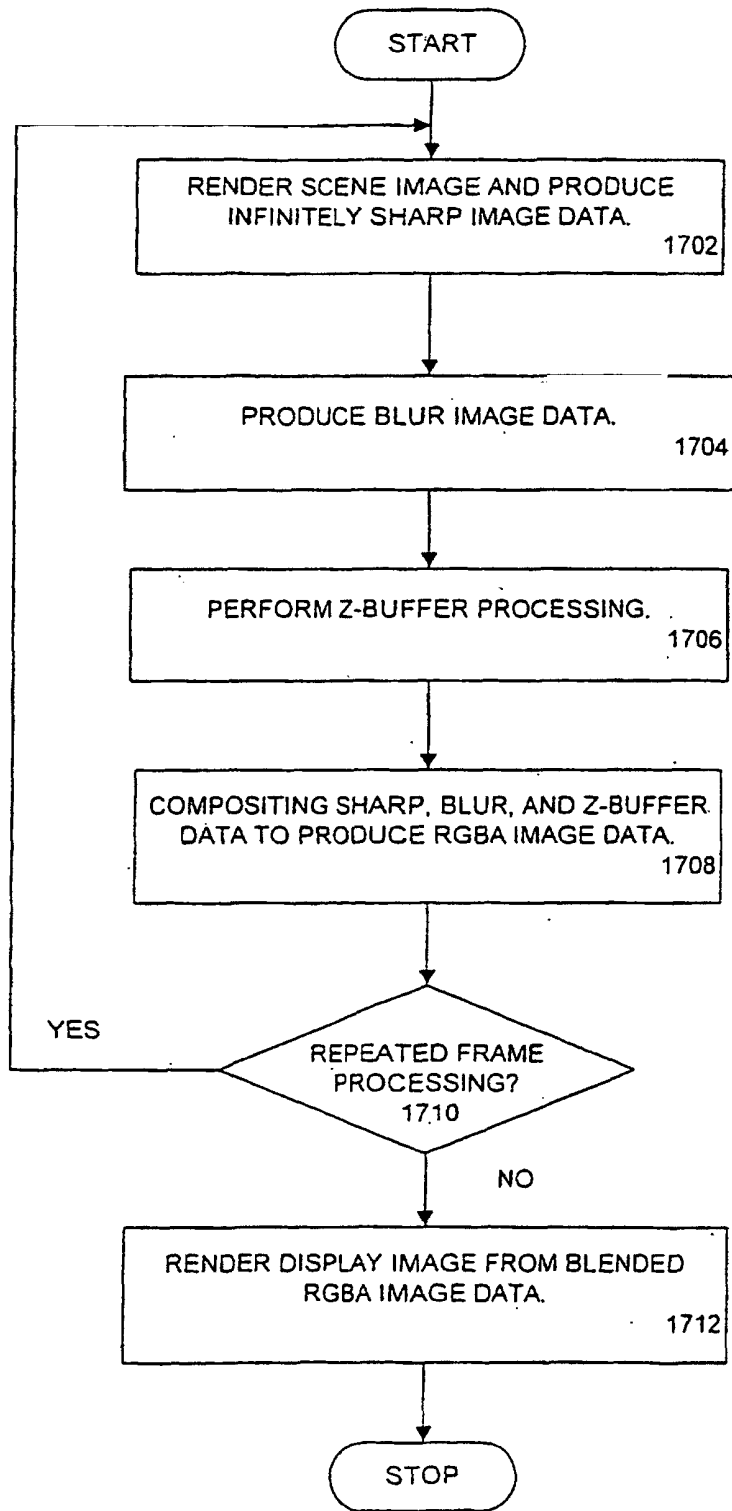 START
RENDER SCENE IMAGE AND PRODUCE
INFINITELY SHARP IMAGE DATA.
1702
PRODUCE BLUR IMAGE DATA.
1704
PERFORM Z-BUFFER PROCESSING.
1706
COMPOSITING SHARP, BLUR, AND Z-BUFFER
DATA TO PRODUCE RGBA IMAGE DATA.
1708
YES
REPEATED FRAME
PROCESSING?
1710
NO
RENDER DISPLAY IMAGE FROM BLENDED
RGBA IMAGE DATA.
1712
STOP